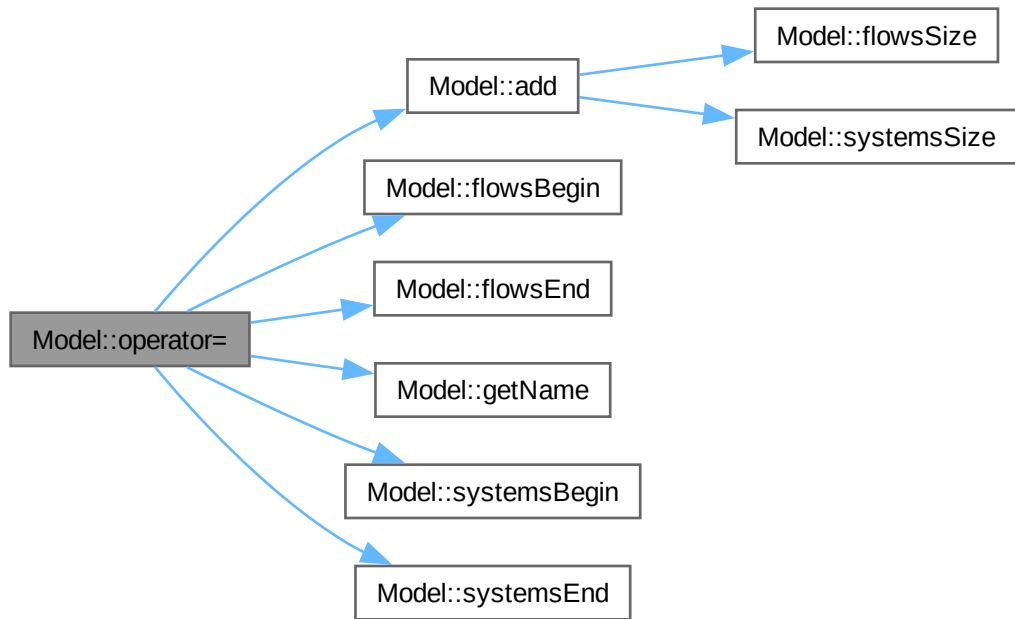 Model::flowsSize
Model::add
Model::systemsSize
Model::flowsBegin
Model::flowsEnd
Model::operator=
Model::getName
Model::systemsBegin
Model::systemsEnd